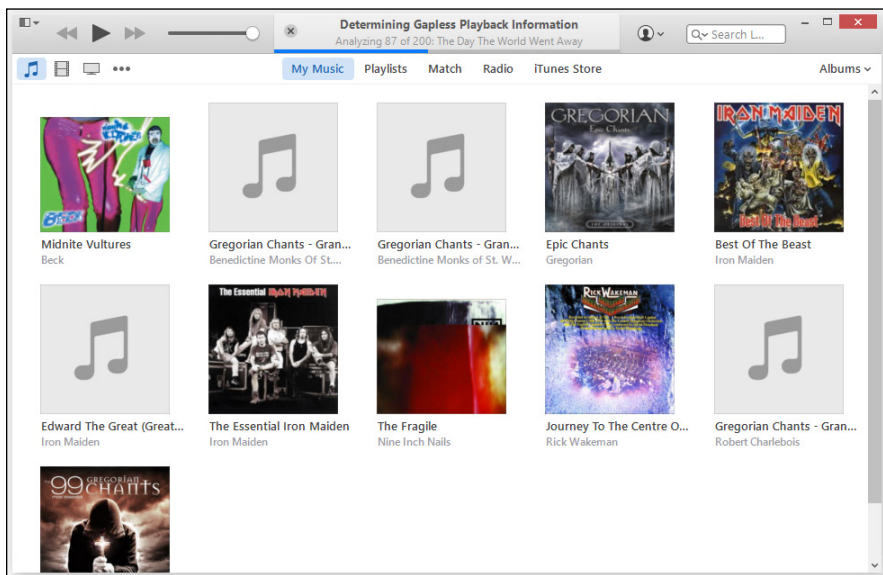 Determining Gapless Playback Information
Analyzing 87 of 200: The Day The World Went Away
Search L...
My Music Playlists Match Radio iTunes Store Albums
GREGORIAN
Epic Chants
IRON MAIDEN
Best Of The Beast
Midnite Vultures
Beck
Gregorian Chants - Gran...
Benedictine Monks Of St....
Gregorian Chants - Gran...
Benedictine Monks of St. W...
Epic Chants
Gregorian
Best Of The Beast
Iron Maiden
The Essential IRON MAIDEN
RICK WAKEMAN
Edward The Great (Great...
Iron Maiden
The Essential Iron Maiden
Iron Maiden
The Fragile
Nine Inch Nails
Journey To The Centre O...
Rick Wakeman
Gregorian Chants - Gran...
Robert Charlebois
99 GREGORIAN
CHANTS